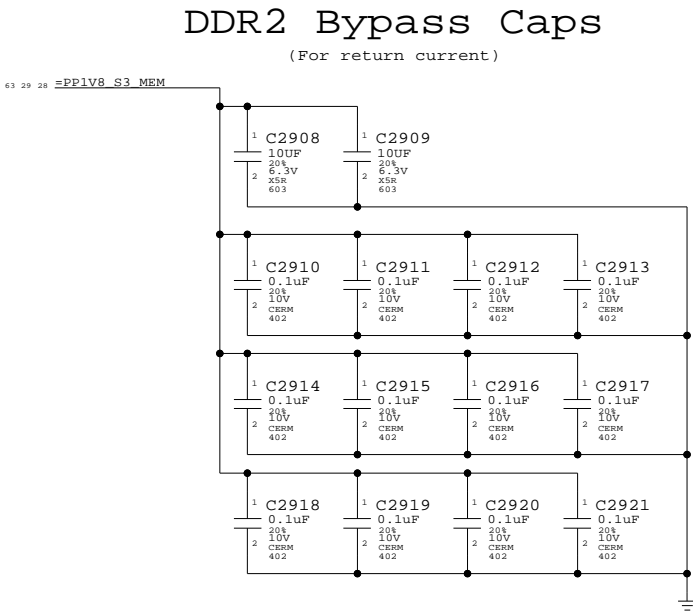 DDR2 Bypass Caps
(For return current)
63 29 28 =PP1V8_S3_MEM
1 C2908
10UF
20%
6.3V
2 X5R
603
1 C2909
10UF
20%
6.3V
2 X5R
603
1 C2910
0.1uF
20%
10V
2 CERM
402
1 C2911
0.1uF
20%
10V
2 CERM
402
1 C2912
0.1uF
20%
10V
2 CERM
402
1 C2913
0.1uF
20%
10V
2 CERM
402
1 C2914
0.1uF
20%
10V
2 CERM
402
1 C2915
0.1uF
20%
10V
2 CERM
402
1 C2916
0.1uF
20%
10V
2 CERM
402
1 C2917
0.1uF
20%
10V
2 CERM
402
1 C2918
0.1uF
20%
10V
2 CERM
402
1 C2919
0.1uF
20%
10V
2 CERM
402
1 C2920
0.1uF
20%
10V
2 CERM
402
1 C2921
0.1uF
20%
10V
2 CERM
402